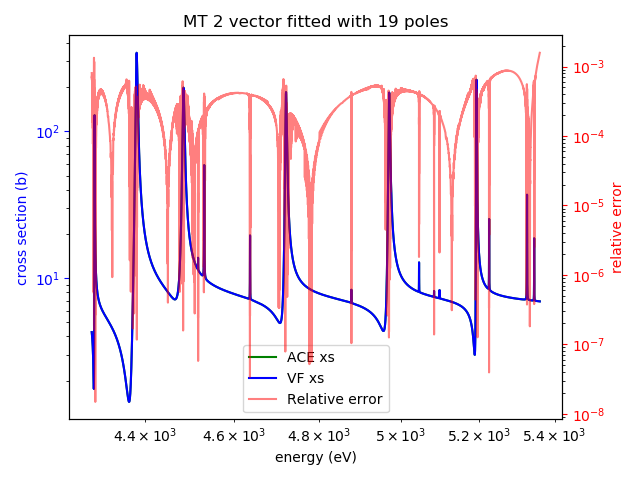 MT 2 vector fitted with 19 poles
cross section (b)
10²
10¹
10⁻³
10⁻⁴
10⁻⁵
10⁻⁶
10⁻⁷
10⁻⁸
relative error
ACE xs
VF xs
Relative error
4.4 × 10³ 4.6 × 10³ 4.8 × 10³ 5 × 10³ 5.2 × 10³ 5.4 × 10³
energy (eV)